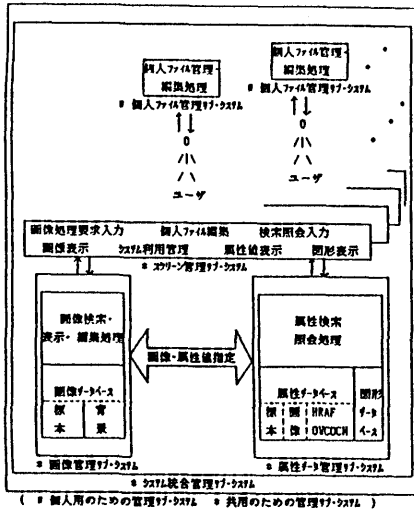 個人ファイル管理・
編集処理
# 個人ファイル管理サブ・システム
ユーザ
個人ファイル管理・
編集処理
# 個人ファイル管理サブ・システム
ユーザ
画像処理要求入力 個人ファイル編集 検索照会入力
画像表示 システム利用管理 属性値表示 図形表示
* スクリーン管理サブ・システム
画像検索・
表示・編集処理
画像データベース
標本 背景
* 画像管理サブ・システム
画像・属性値指定
属性検索
照会処理
属性データベース
標本 画像 HRAF
OVCOCH
図形データベース
* 属性データ管理サブ・システム
* システム統合管理サブ・システム
( # 個人用のための管理サブ・システム * 共用のための管理サブ・システム )